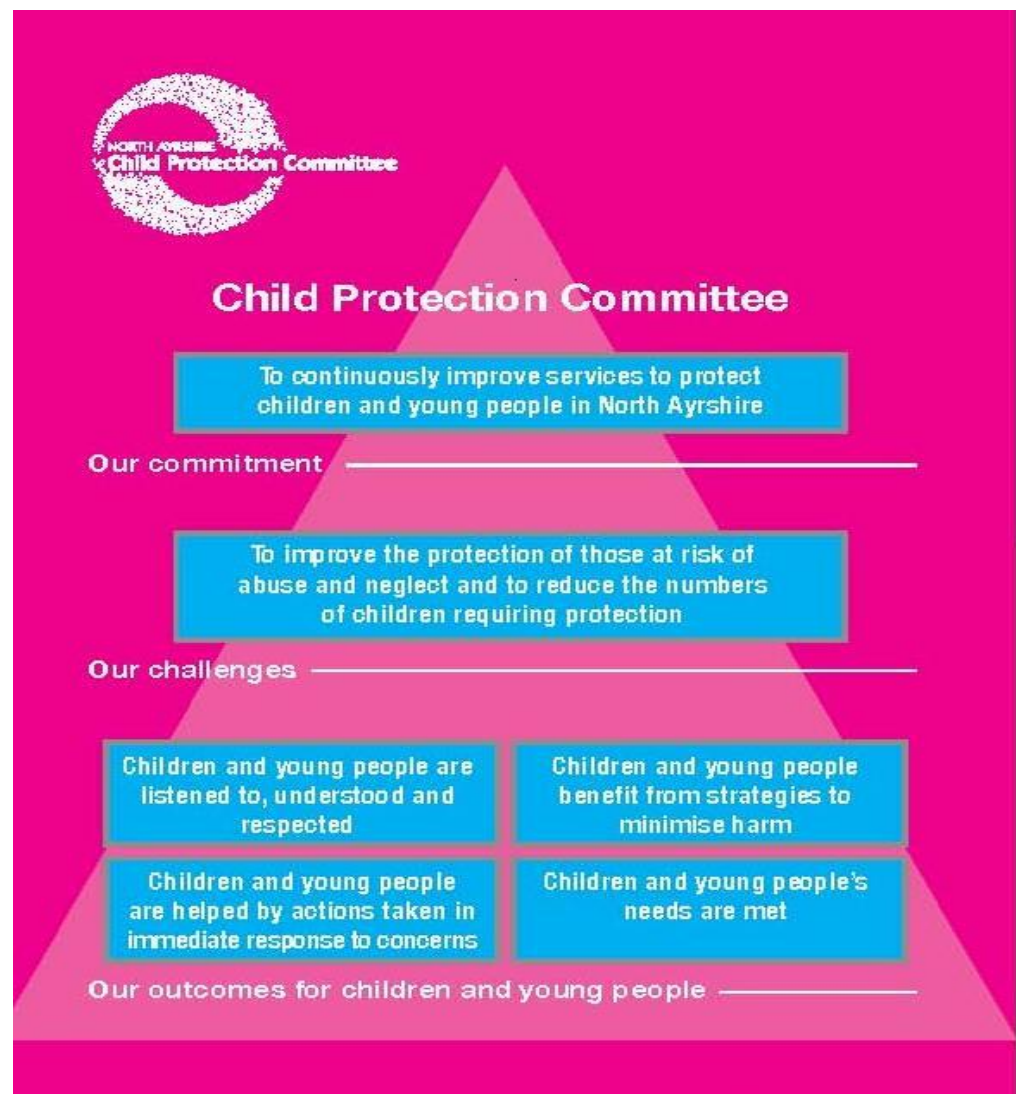 NORTH AYRSHIRE
Child Protection Committee
Child Protection Committee
To continuously improve services to protect
children and young people in North Ayrshire
Our commitment
To improve the protection of those at risk of
abuse and neglect and to reduce the numbers
of children requiring protection
Our challenges
Children and young people are
listened to, understood and
respected
Children and young people
benefit from strategies to
minimise harm
Children and young people
are helped by actions taken in
immediate response to concerns
Children and young people's
needs are met
Our outcomes for children and young people